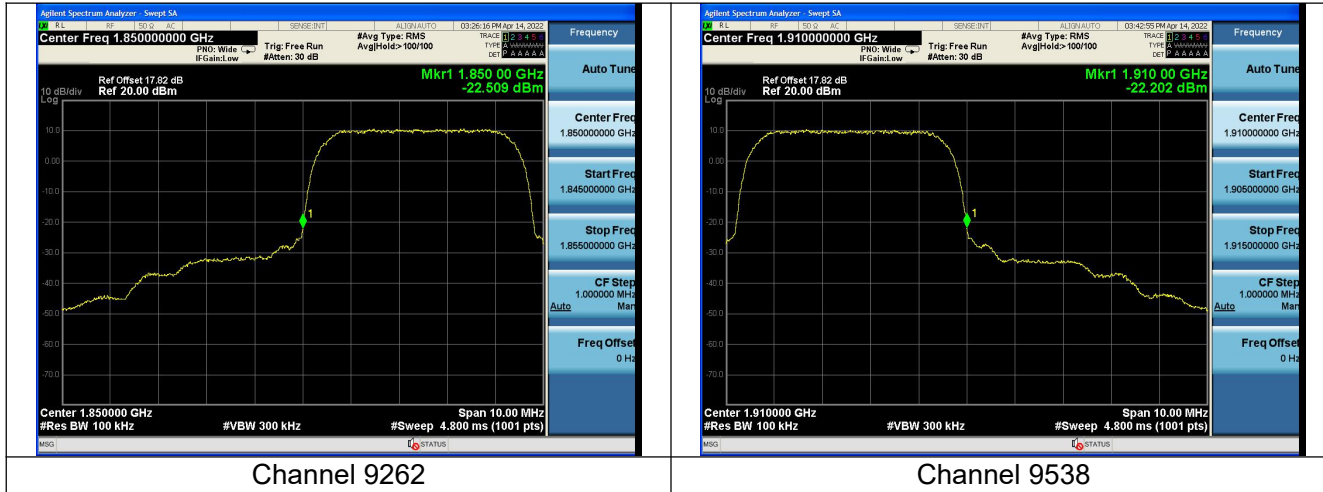 Agilent Spectrum Analyzer - Swept SA
RL RF 50 Ω AC SENSE:INT ALIGN AUTO 03:26:16 PM Apr 14, 2022
Center Freq 1.850000000 GHz
PNO: Wide
IFGain:Low
Trig: Free Run
#Atten: 30 dB
#Avg Type: RMS
Avg|Hold:>100/100
TRACE 1 2 3 4 5 6
TYPE A
DET P A A A A A
Frequency
Ref Offset 17.82 dB
Ref 20.00 dBm
10 dB/div
Log
Mkr1 1.850 00 GHz
-22.509 dBm
10.0
0.00
-10.0
-20.0
-30.0
-40.0
-50.0
-60.0
-70.0
1
Center 1.850000 GHz
Span 10.00 MHz
#Res BW 100 kHz
#VBW 300 kHz
#Sweep 4.800 ms (1001 pts)
MSG
STATUS
Auto Tune
Center Freq
1.850000000 GHz
Start Freq
1.845000000 GHz
Stop Freq
1.855000000 GHz
CF Step
1.000000 MHz
Auto Man
Freq Offset
0 Hz
Channel 9262
Agilent Spectrum Analyzer - Swept SA
RL RF 50 Ω AC SENSE:INT ALIGN AUTO 03:42:55 PM Apr 14, 2022
Center Freq 1.910000000 GHz
PNO: Wide
IFGain:Low
Trig: Free Run
#Atten: 30 dB
#Avg Type: RMS
Avg|Hold:>100/100
TRACE 1 2 3 4 5 6
TYPE A
DET P A A A A A
Frequency
Ref Offset 17.82 dB
Ref 20.00 dBm
10 dB/div
Log
Mkr1 1.910 00 GHz
-22.202 dBm
10.0
0.00
-10.0
-20.0
-30.0
-40.0
-50.0
-60.0
-70.0
1
Center 1.910000 GHz
Span 10.00 MHz
#Res BW 100 kHz
#VBW 300 kHz
#Sweep 4.800 ms (1001 pts)
MSG
STATUS
Auto Tune
Center Freq
1.910000000 GHz
Start Freq
1.905000000 GHz
Stop Freq
1.915000000 GHz
CF Step
1.000000 MHz
Auto Man
Freq Offset
0 Hz
Channel 9538